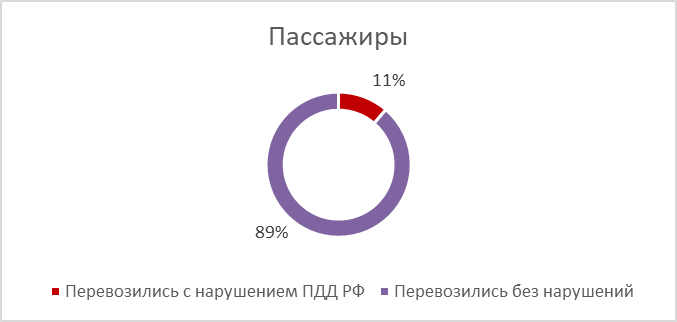 Пассажиры
11%
89%
Перевозились с нарушением ПДД РФ
Перевозились без нарушений